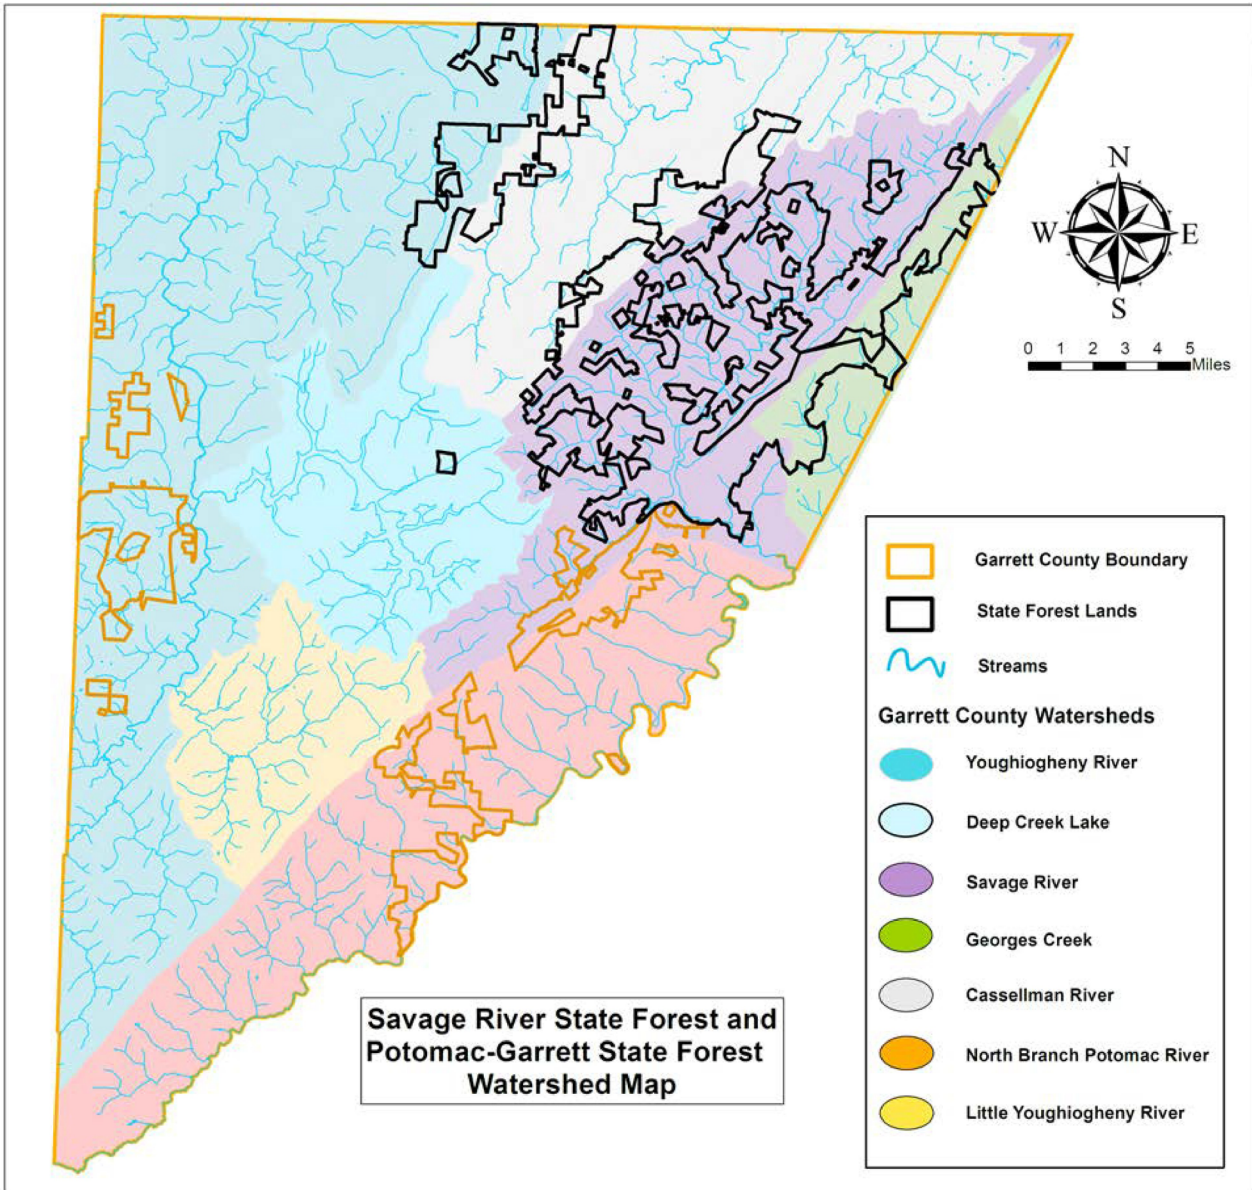 N
W
E
S
0 1 2 3 4 5
Miles
Garrett County Boundary
State Forest Lands
Streams
Garrett County Watersheds
Youghiogheny River
Deep Creek Lake
Savage River
Georges Creek
Cassellman River
North Branch Potomac River
Little Youghiogheny River
Savage River State Forest and
Potomac-Garrett State Forest
Watershed Map